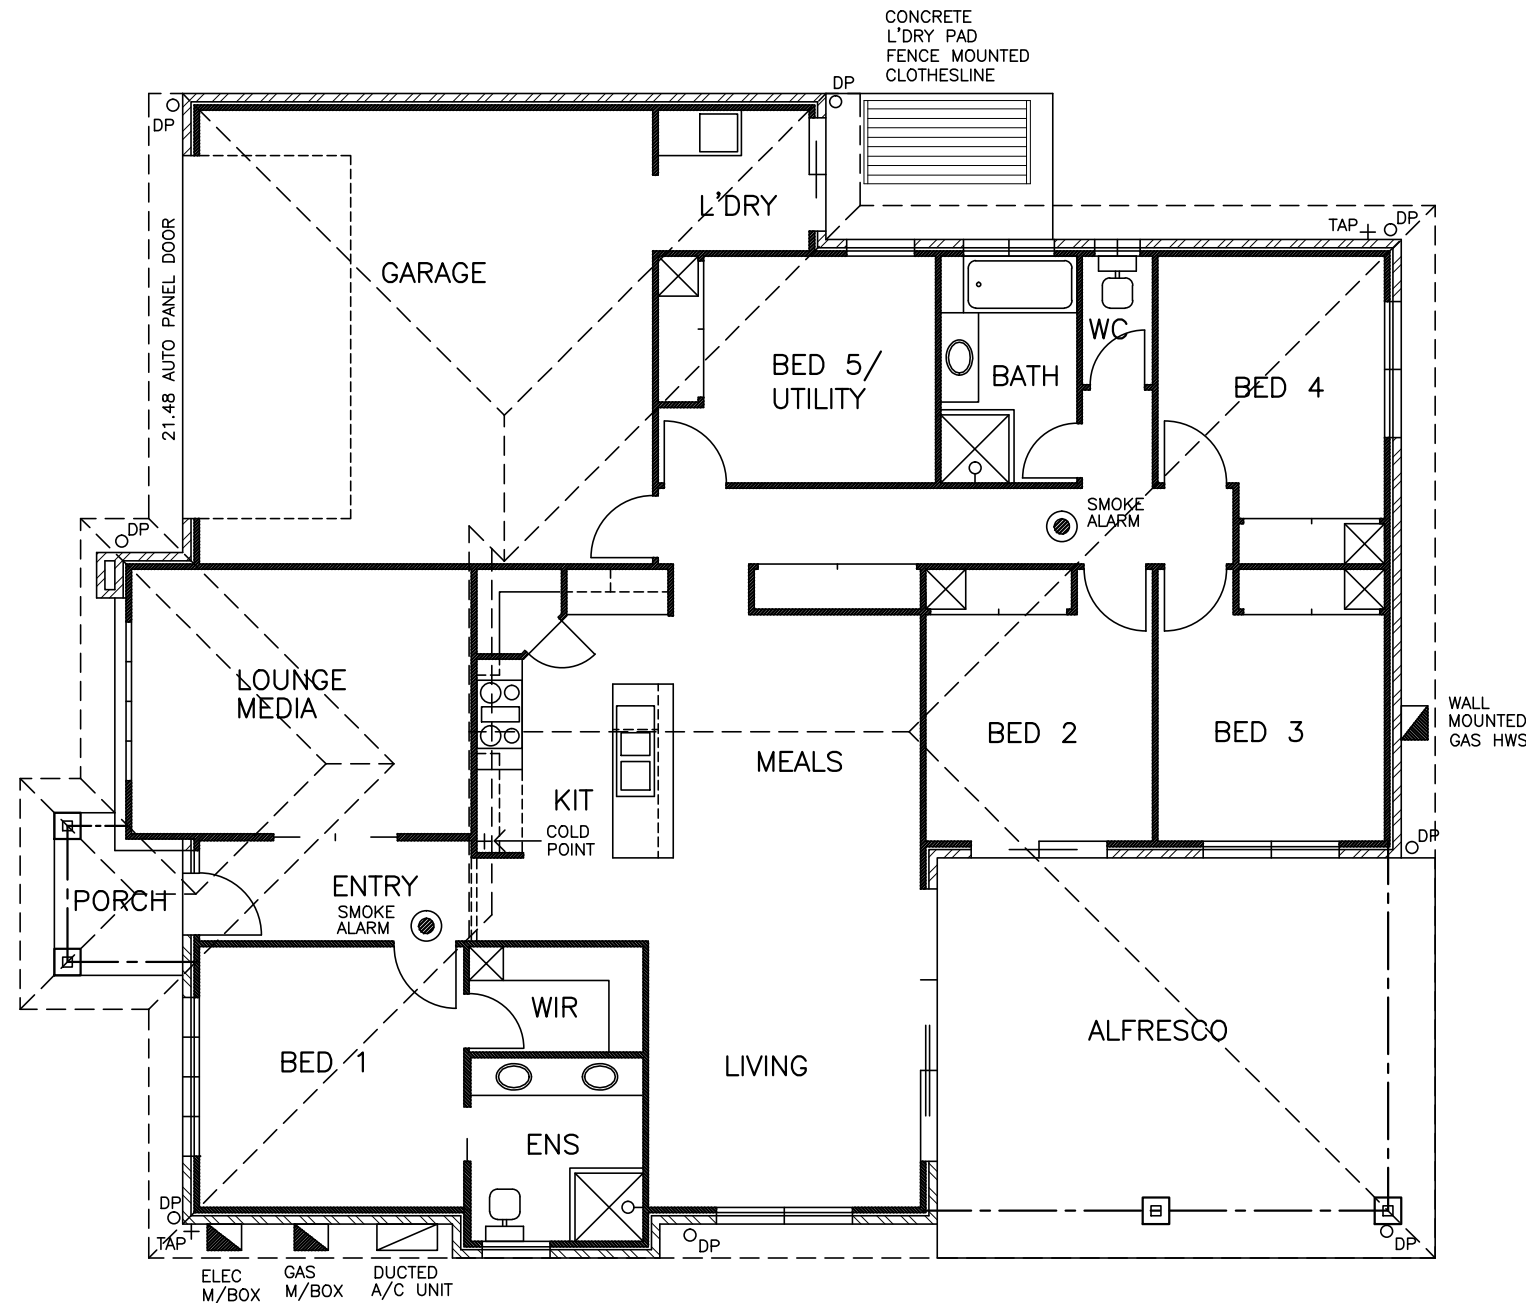 CONCRETE
L'DRY PAD
FENCE MOUNTED
CLOTHESLINE
DP
DP
L'DRY
TAP
DP
21.48 AUTO PANEL DOOR
GARAGE
BED 5/
UTILITY
BATH
WC
BED 4
SMOKE
ALARM
DP
LOUNGE
MEDIA
KIT
COLD
POINT
MEALS
BED 2
BED 3
WALL
MOUNTED
GAS HWS
DP
PORCH
ENTRY
SMOKE
ALARM
WIR
BED 1
LIVING
ALFRESCO
ENS
DP
TAP
DP
DP
ELEC
M/BOX
GAS
M/BOX
DUCTED
A/C UNIT